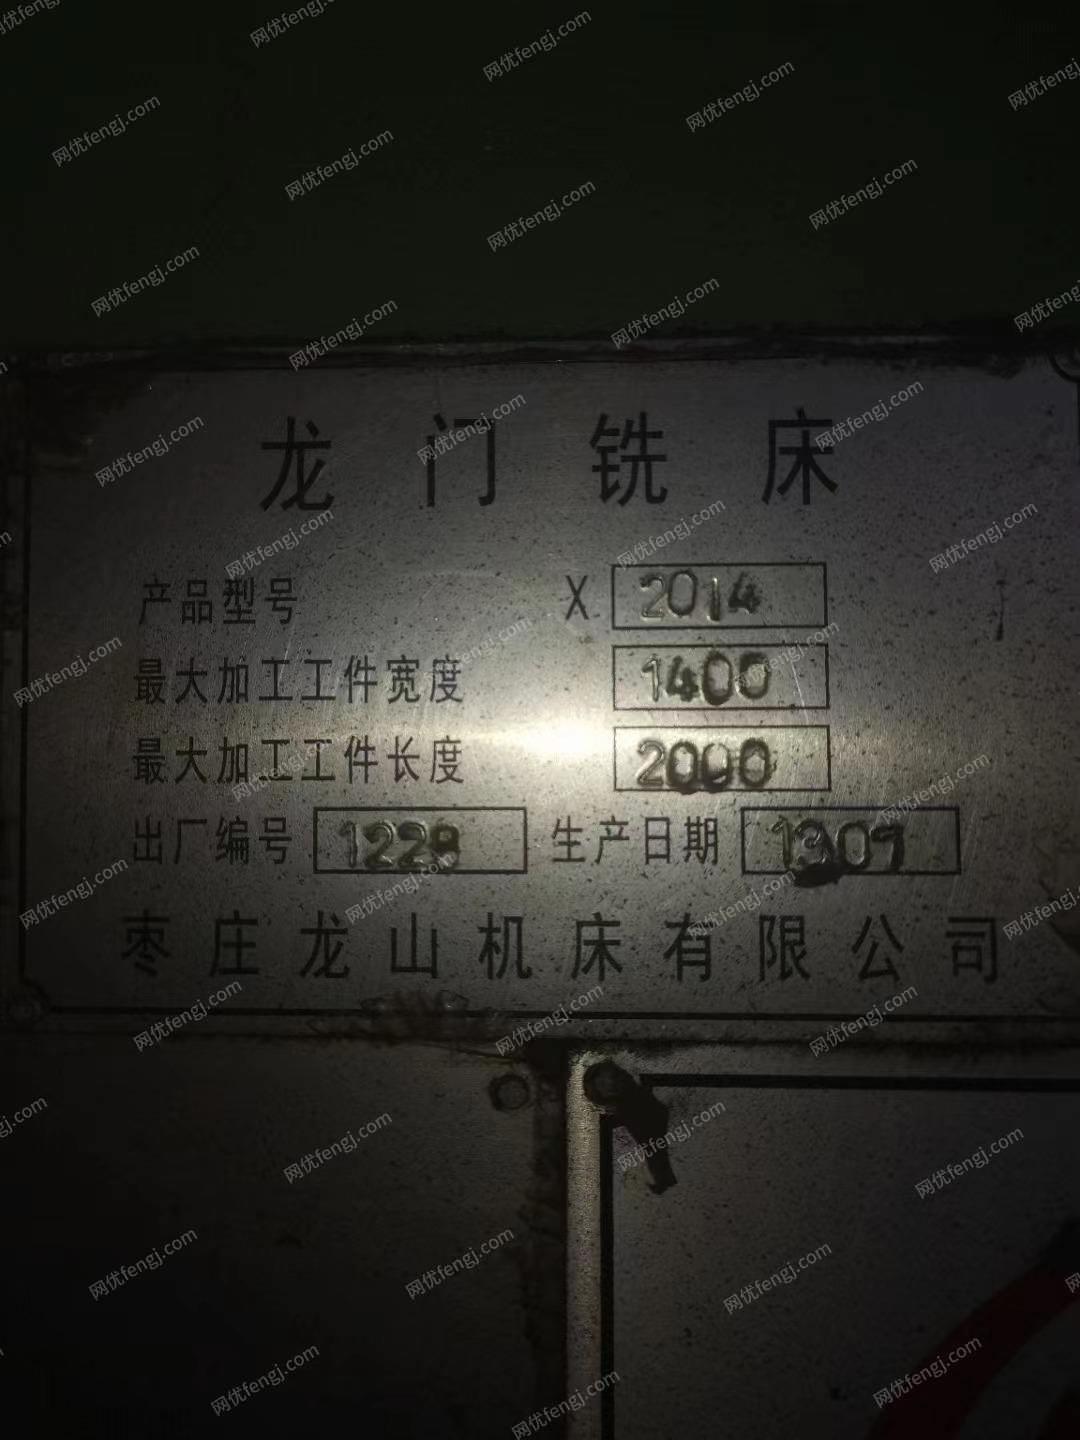 龙门铣床
产品型号 X 2014
最大加工工件宽度 1400
最大加工工件长度 2000
出厂编号 1229 生产日期 1307
枣庄龙山机床有限公司
网优fengj.com